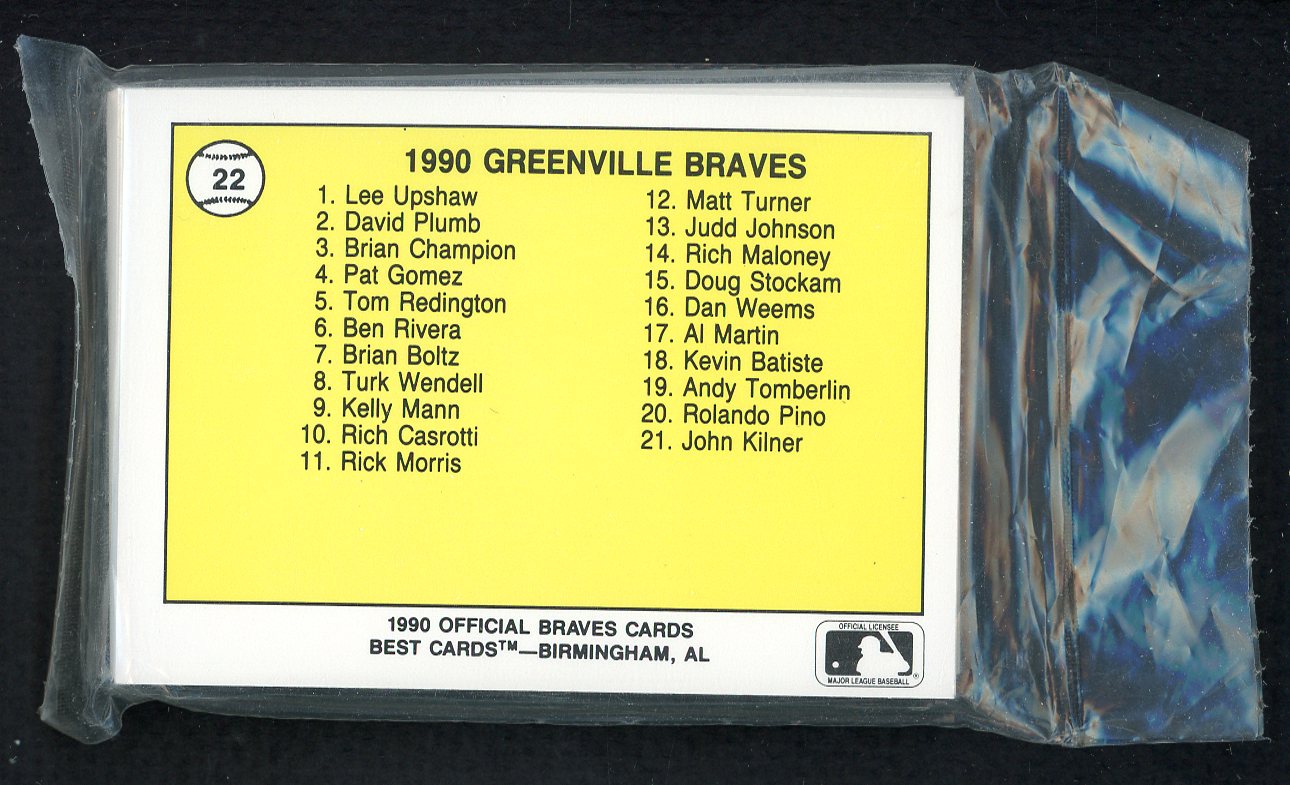 22
1990 GREENVILLE BRAVES
1. Lee Upshaw
2. David Plumb
3. Brian Champion
4. Pat Gomez
5. Tom Redington
6. Ben Rivera
7. Brian Boltz
8. Turk Wendell
9. Kelly Mann
10. Rich Casrotti
11. Rick Morris
12. Matt Turner
13. Judd Johnson
14. Rich Maloney
15. Doug Stockam
16. Dan Weems
17. Al Martin
18. Kevin Batiste
19. Andy Tomberlin
20. Rolando Pino
21. John Kilner
1990 OFFICIAL BRAVES CARDS
BEST CARDS™—BIRMINGHAM, AL
OFFICIAL LICENSEE
MAJOR LEAGUE BASEBALL®